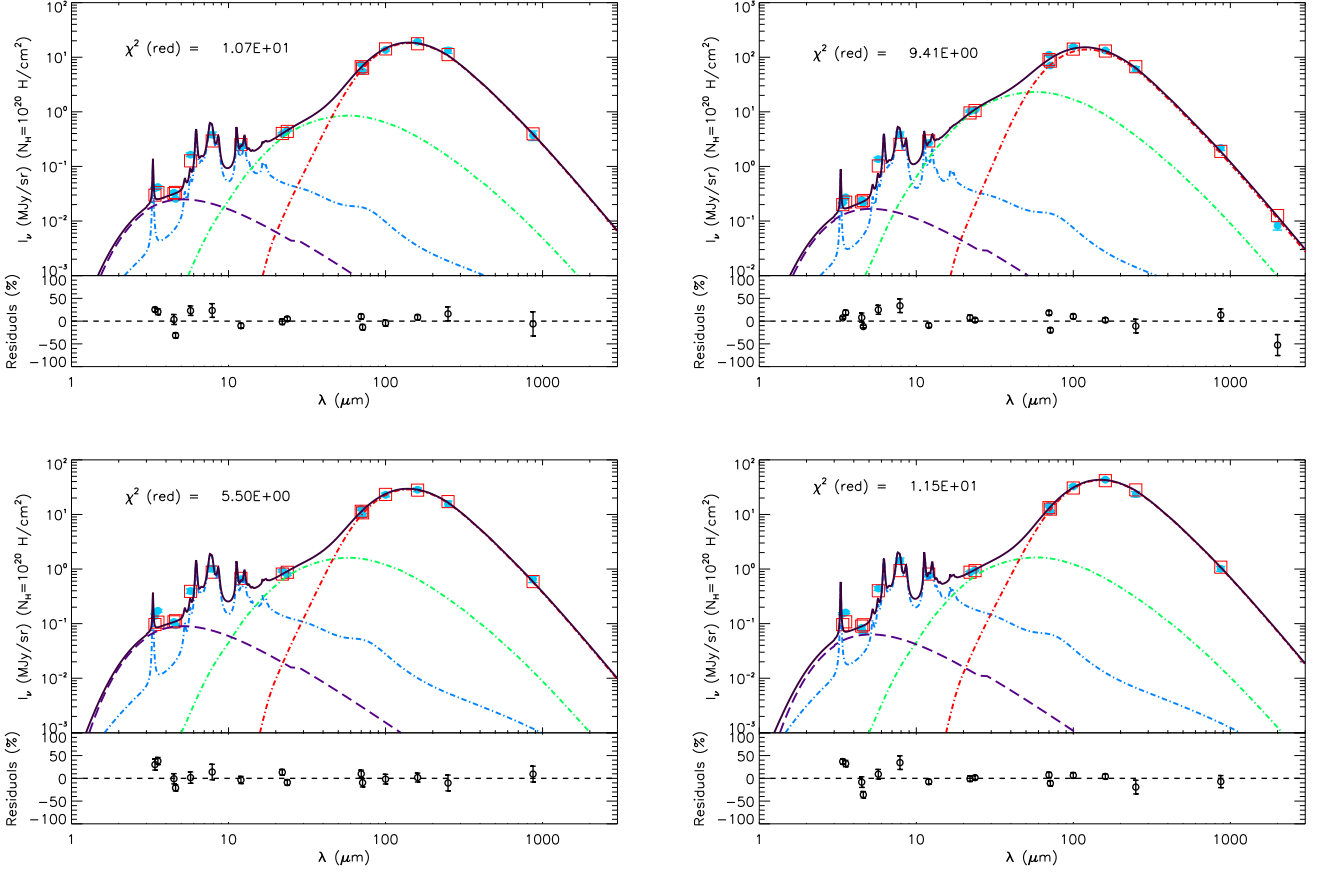 χ² (red) = 1.07E+01
I_ν (MJy/sr) (N_H=10²⁰ H/cm²)
10² 10¹ 10⁰ 10⁻¹ 10⁻² 10⁻³
Residuals (%)
100 50 0 −50 −100
1 10 100 1000
λ (μm)
χ² (red) = 9.41E+00
I_ν (MJy/sr) (N_H=10²⁰ H/cm²)
10³ 10² 10¹ 10⁰ 10⁻¹ 10⁻²
Residuals (%)
100 50 0 −50 −100
1 10 100 1000
λ (μm)
χ² (red) = 5.50E+00
I_ν (MJy/sr) (N_H=10²⁰ H/cm²)
10² 10¹ 10⁰ 10⁻¹ 10⁻² 10⁻³
Residuals (%)
100 50 0 −50 −100
1 10 100 1000
λ (μm)
χ² (red) = 1.15E+01
I_ν (MJy/sr) (N_H=10²⁰ H/cm²)
10² 10¹ 10⁰ 10⁻¹ 10⁻² 10⁻³
Residuals (%)
100 50 0 −50 −100
1 10 100 1000
λ (μm)